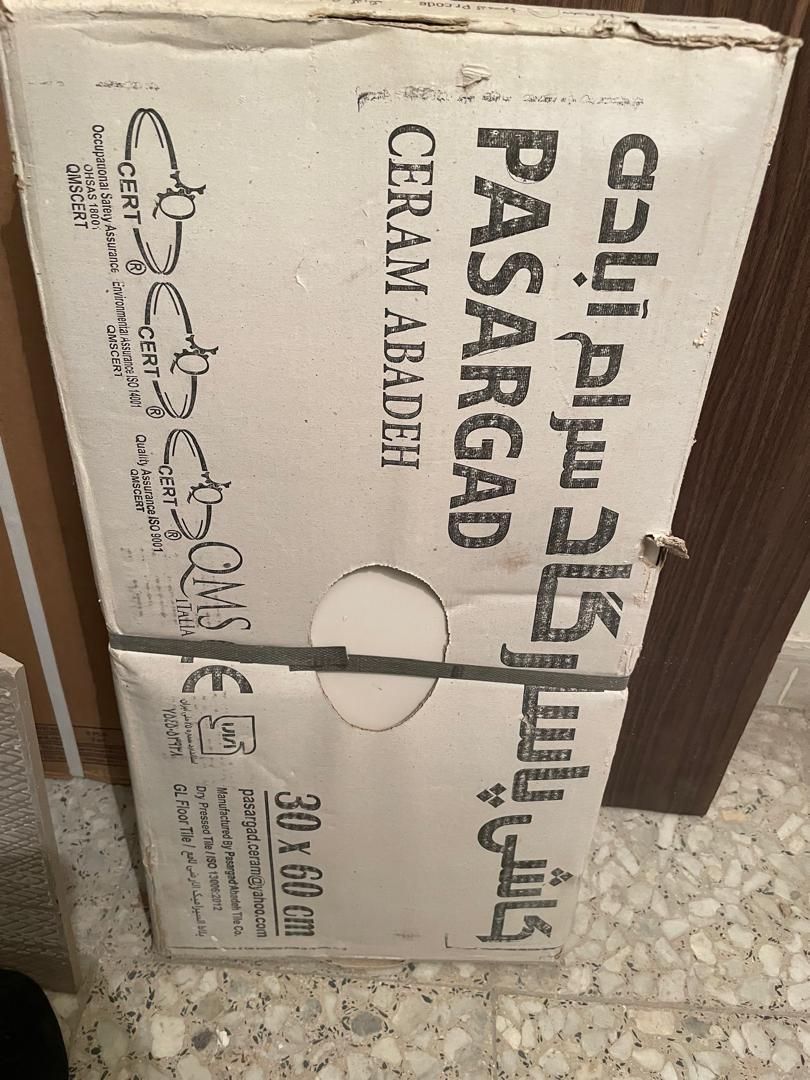 کاشی پاسارگاد سرام آباده
PASARGAD
CERAM ABADEH
30 x 60 cm
pasargad.ceram@yahoo.com
Manufactured By Pasargad Abadeh Tile Co.
Dry Pressed Tile / ISO 13006:2012
GL Floor Tile /
CERT ®
Occupational Safety Assurance
OHSAS 18001
QMSCERT
CERT ®
Environmental Assurance ISO 14001
QMSCERT
CERT ®
Quality Assurance ISO 9001
QMSCERT
QMS
ITALIA
CE